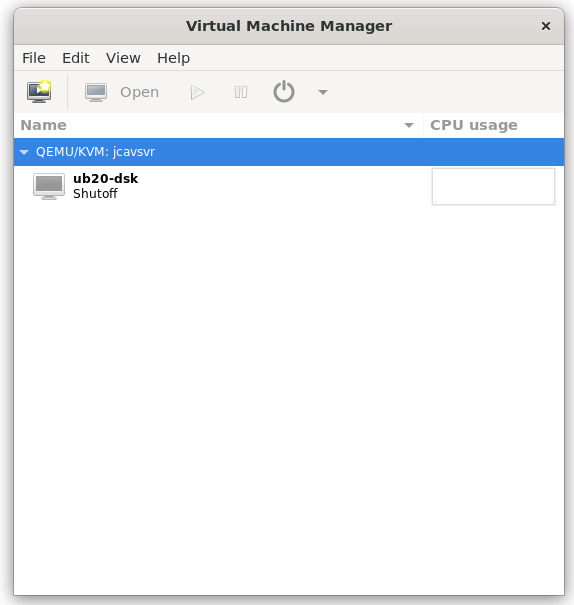 Virtual Machine Manager ×
File Edit View Help
Open
Name CPU usage
QEMU/KVM: jcavsvr
ub20-dsk
Shutoff